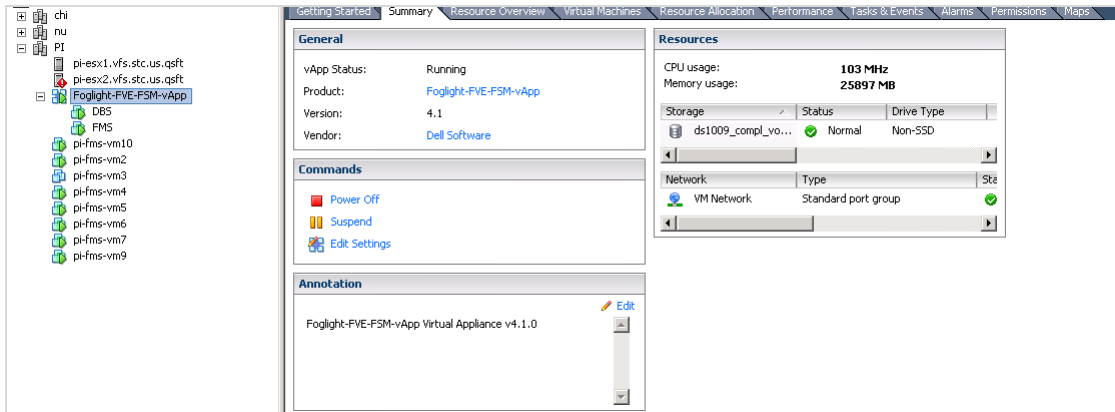 chi
nu
PI
pi-esx1.vfs.stc.us.qsft
pi-esx2.vfs.stc.us.qsft
Foglight-FVE-FSM-vApp
DBS
FMS
pi-fms-vm10
pi-fms-vm2
pi-fms-vm3
pi-fms-vm4
pi-fms-vm5
pi-fms-vm6
pi-fms-vm7
pi-fms-vm9
Getting Started Summary Resource Overview Virtual Machines Resource Allocation Performance Tasks & Events Alarms Permissions Maps
General
vApp Status: Running
Product: Foglight-FVE-FSM-vApp
Version: 4.1
Vendor: Dell Software
Commands
Power Off
Suspend
Edit Settings
Annotation
Edit
Foglight-FVE-FSM-vApp Virtual Appliance v4.1.0
Resources
CPU usage: 103 MHz
Memory usage: 25897 MB
Storage Status Drive Type
ds1009_compl_vo... Normal Non-SSD
Network Type Sta
VM Network Standard port group